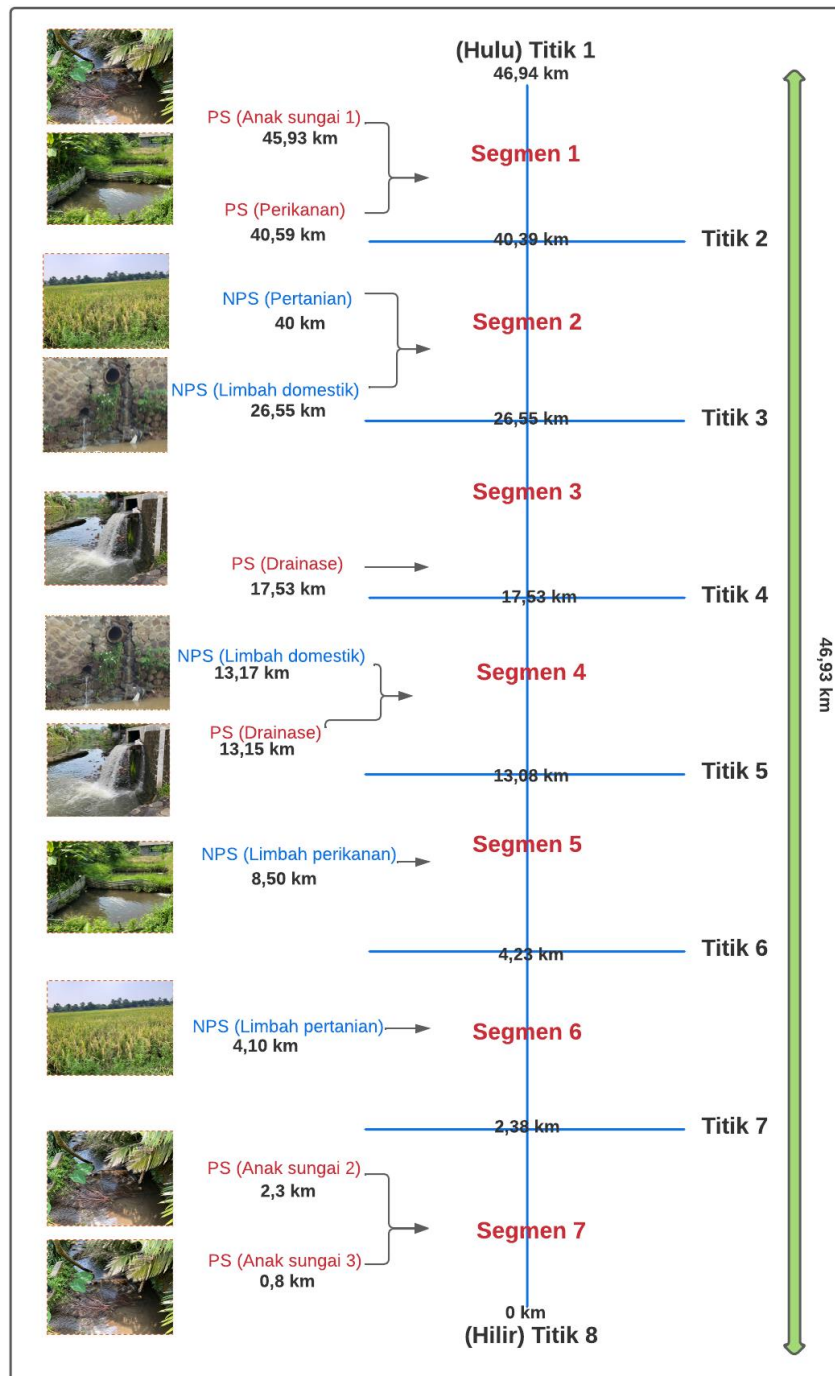 (Hulu) Titik 1
46,94 km
PS (Anak sungai 1)
45,93 km
Segmen 1
PS (Perikanan)
40,59 km
40,39 km
Titik 2
NPS (Pertanian)
40 km
Segmen 2
NPS (Limbah domestik)
26,55 km
26,55 km
Titik 3
Segmen 3
PS (Drainase)
17,53 km
17,53 km
Titik 4
NPS (Limbah domestik)
13,17 km
Segmen 4
46,93 km
PS (Drainase)
13,15 km
13,08 km
Titik 5
Segmen 5
NPS (Limbah perikanan)
8,50 km
4,23 km
Titik 6
NPS (Limbah pertanian)
4,10 km
Segmen 6
2,38 km
Titik 7
PS (Anak sungai 2)
2,3 km
Segmen 7
PS (Anak sungai 3)
0,8 km
0 km
(Hilir) Titik 8